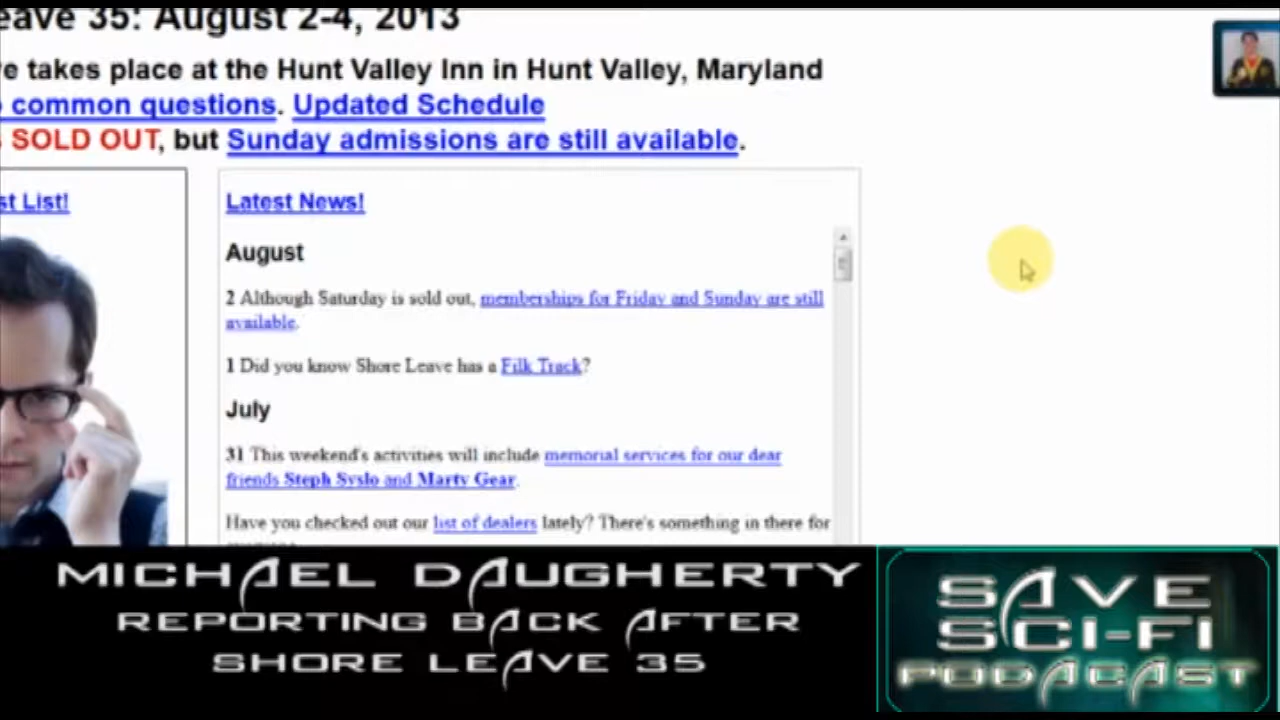 eave 35: August 2-4, 2013
e takes place at the Hunt Valley Inn in Hunt Valley, Maryland
common questions. Updated Schedule
SOLD OUT, but Sunday admissions are still available.
st List!
Latest News!
August
2 Although Saturday is sold out, memberships for Friday and Sunday are still
available.
1 Did you know Shore Leave has a Filk Track?
July
31 This weekend's activities will include memorial services for our dear
friends Steph Syslo and Marty Gear.
Have you checked out our list of dealers lately? There's something in there for
MICHAEL DAUGHERTY
REPORTING BACK AFTER
SHORE LEAVE 35
SAVE
SCI-FI
PODACAST